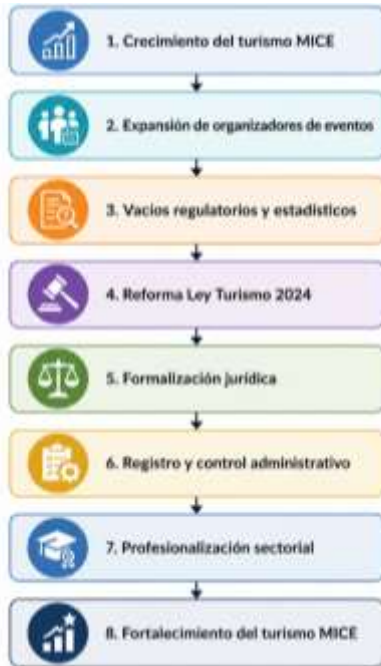 1. Crecimiento del turismo MICE
2. Expansión de organizadores de eventos
3. Vacíos regulatorios y estadísticos
4. Reforma Ley Turismo 2024
5. Formalización jurídica
6. Registro y control administrativo
7. Profesionalización sectorial
8. Fortalecimiento del turismo MICE